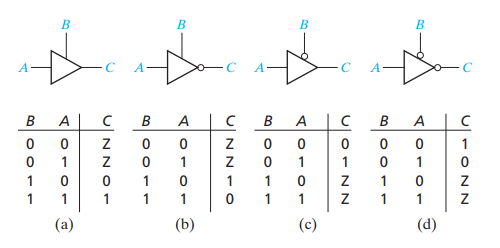 B B B B
A C A C A C A C
B A C B A C B A C B A C
0 0 Z 0 0 Z 0 0 0 0 0 1
0 1 Z 0 1 Z 0 1 1 0 1 0
1 0 0 1 0 1 1 0 Z 1 0 Z
1 1 1 1 1 0 1 1 Z 1 1 Z
(a) (b) (c) (d)